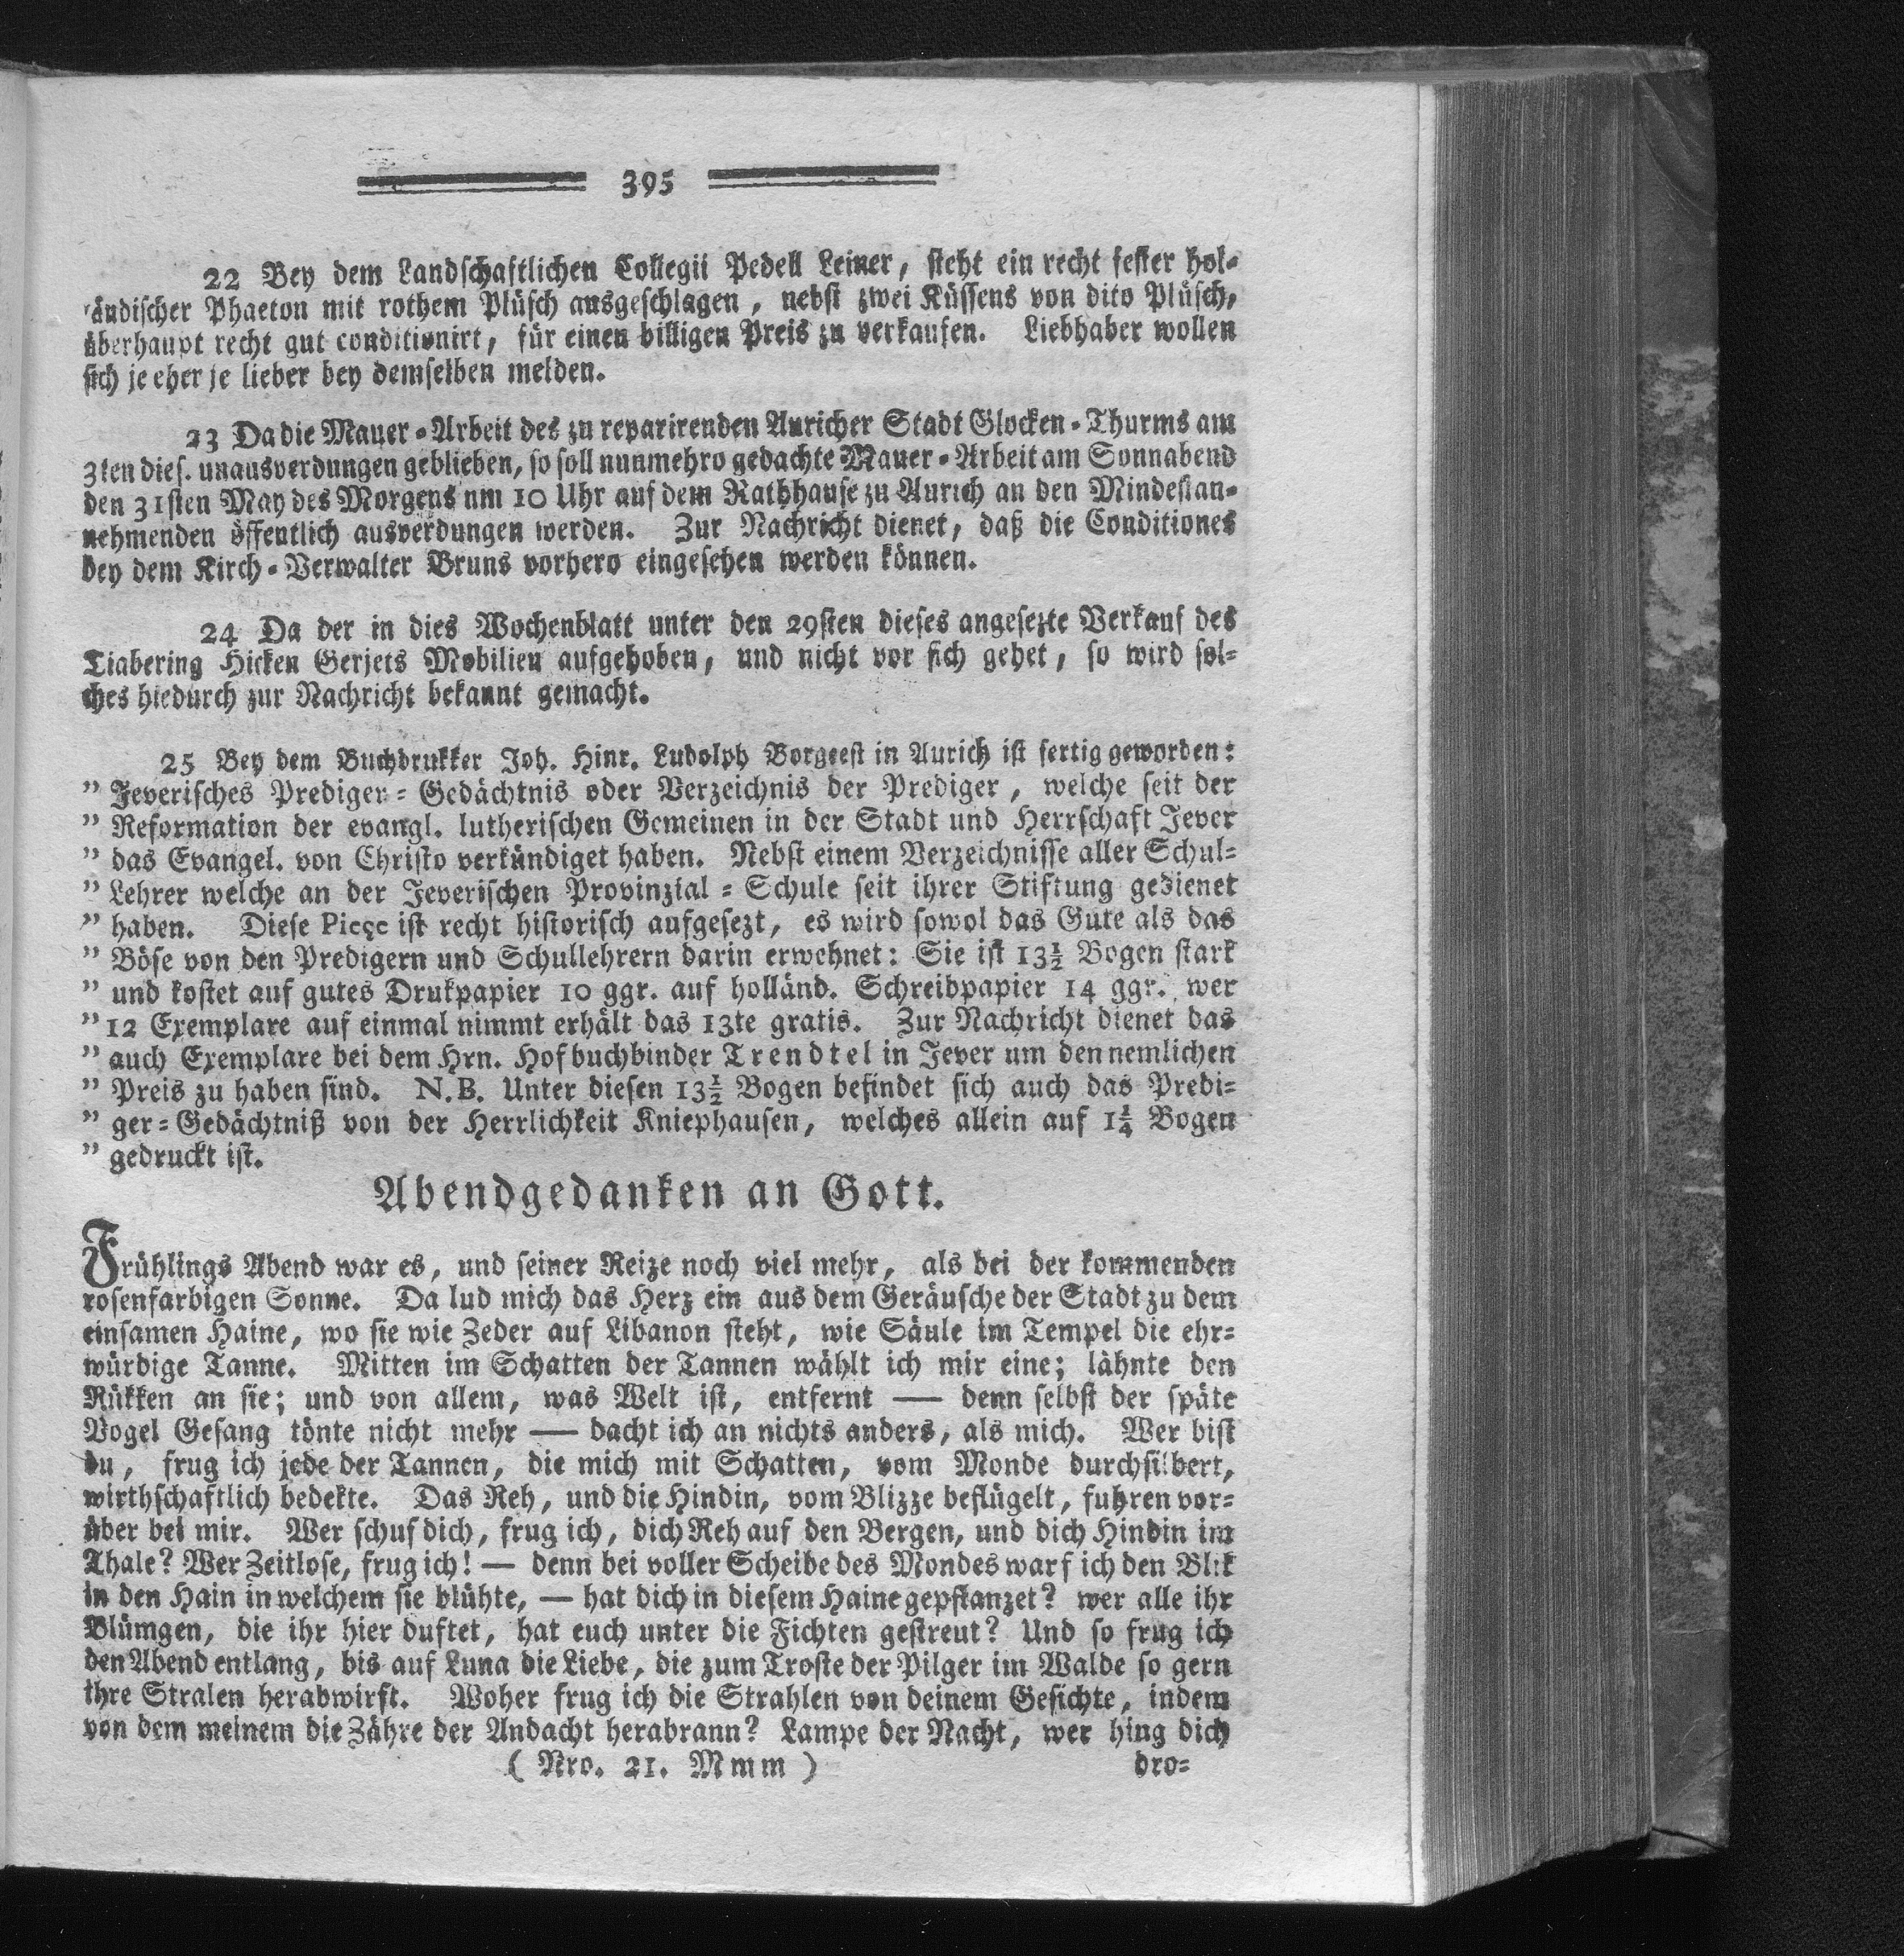 395
22 Bey dem Landschaftlichen Collegii Pedell Leiner, steht ein recht fester hol-
ändischer Phaeton mit rothem Plüsch ausgeschlagen, nebst zwei Küssens von dito Plüsch,
überhaupt recht gut conditionirt, für einen billigen Preis zu verkaufen. Liebhaber wollen
sich je eher je lieber bey demselben melden.
23 Da die Mauer-Arbeit des zu reparirenden Auricher Stadt Glocken-Thurms am
3ten dies. unausverdungen geblieben, so soll nunmehro gedachte Mauer-Arbeit am Sonnabend
den 31sten May des Morgens um 10 Uhr auf dem Rathhause zu Aurich an den Mindestan-
nehmenden öffentlich ausverdungen werden. Zur Nachricht dienet, daß die Conditiones
bey dem Kirch-Verwalter Bruns vorhero eingesehen werden können.
24 Da der in dies Wochenblatt unter den 29sten dieses angesezte Verkauf des
Tiabering Hicken Gerjets Mobilien aufgehoben, und nicht vor sich gehet, so wird sol-
ches hiedurch zur Nachricht bekannt gemacht.
25 Bey dem Buchdrukker Joh. Hinr. Ludolph Borgeest in Aurich ist fertig geworden:
" Jeverisches Prediger-Gedächtnis oder Verzeichnis der Prediger, welche seit der
" Reformation der evangl. lutherischen Gemeinen in der Stadt und Herrschaft Jever
" das Evangel. von Christo verkündiget haben. Nebst einem Verzeichnisse aller Schul-
" Lehrer welche an der Jeverischen Provinzial-Schule seit ihrer Stiftung gedienet
" haben. Diese Pieçe ist recht historisch aufgesezt, es wird sowol das Gute als das
" Böse von den Predigern und Schullehrern darin erwehnet: Sie ist 13½ Bogen stark
" und kostet auf gutes Drukpapier 10 ggr. auf holländ. Schreibpapier 14 ggr. wer
" 12 Exemplare auf einmal nimmt erhält das 13te gratis. Zur Nachricht dienet das
" auch Exemplare bei dem Hrn. Hofbuchbinder Trendtel in Jever um den nemlichen
" Preis zu haben sind. N.B. Unter diesen 13½ Bogen befindet sich auch das Predi-
" ger-Gedächtniß von der Herrlichkeit Kniephausen, welches allein auf 1¼ Bogen
" gedruckt ist.
Abendgedanken an Gott.
Frühlings Abend war es, und seiner Reize noch viel mehr, als bei der kommenden
rosenfarbigen Sonne. Da lud mich das Herz ein aus dem Geräusche der Stadt zu dem
einsamen Haine, wo sie wie Zeder auf Libanon steht, wie Säule im Tempel die ehr-
würdige Tanne. Mitten im Schatten der Tannen wählt ich mir eine; lähnte den
Rükken an sie; und von allem, was Welt ist, entfernt — denn selbst der späte
Vogel Gesang tönte nicht mehr — dacht ich an nichts anders, als mich. Wer bist
du, frug ich jede der Tannen, die mich mit Schatten, vom Monde durchsilbert,
wirthschaftlich bedekte. Das Reh, und die Hindin, vom Blizze beflügelt, fuhren vor-
über bei mir. Wer schuf dich, frug ich, dich Reh auf den Bergen, und dich Hindin im
Thale? Wer Zeitlose, frug ich! — denn bei voller Scheibe des Mondes warf ich den Blik
in den Hain in welchem sie blühte, — hat dich in diesem Haine gepflanzet? wer alle ihr
Blümgen, die ihr hier duftet, hat euch unter die Fichten gestreut? Und so frug ich
den Abend entlang, bis auf Luna die Liebe, die zum Troste der Pilger im Walde so gern
ihre Stralen herabwirft. Woher frug ich die Strahlen von deinem Gesichte, indem
von dem meinem die Zähre der Andacht herabrann? Lampe der Nacht, wer hing dich
( Nro. 21. Mmm ) dro-